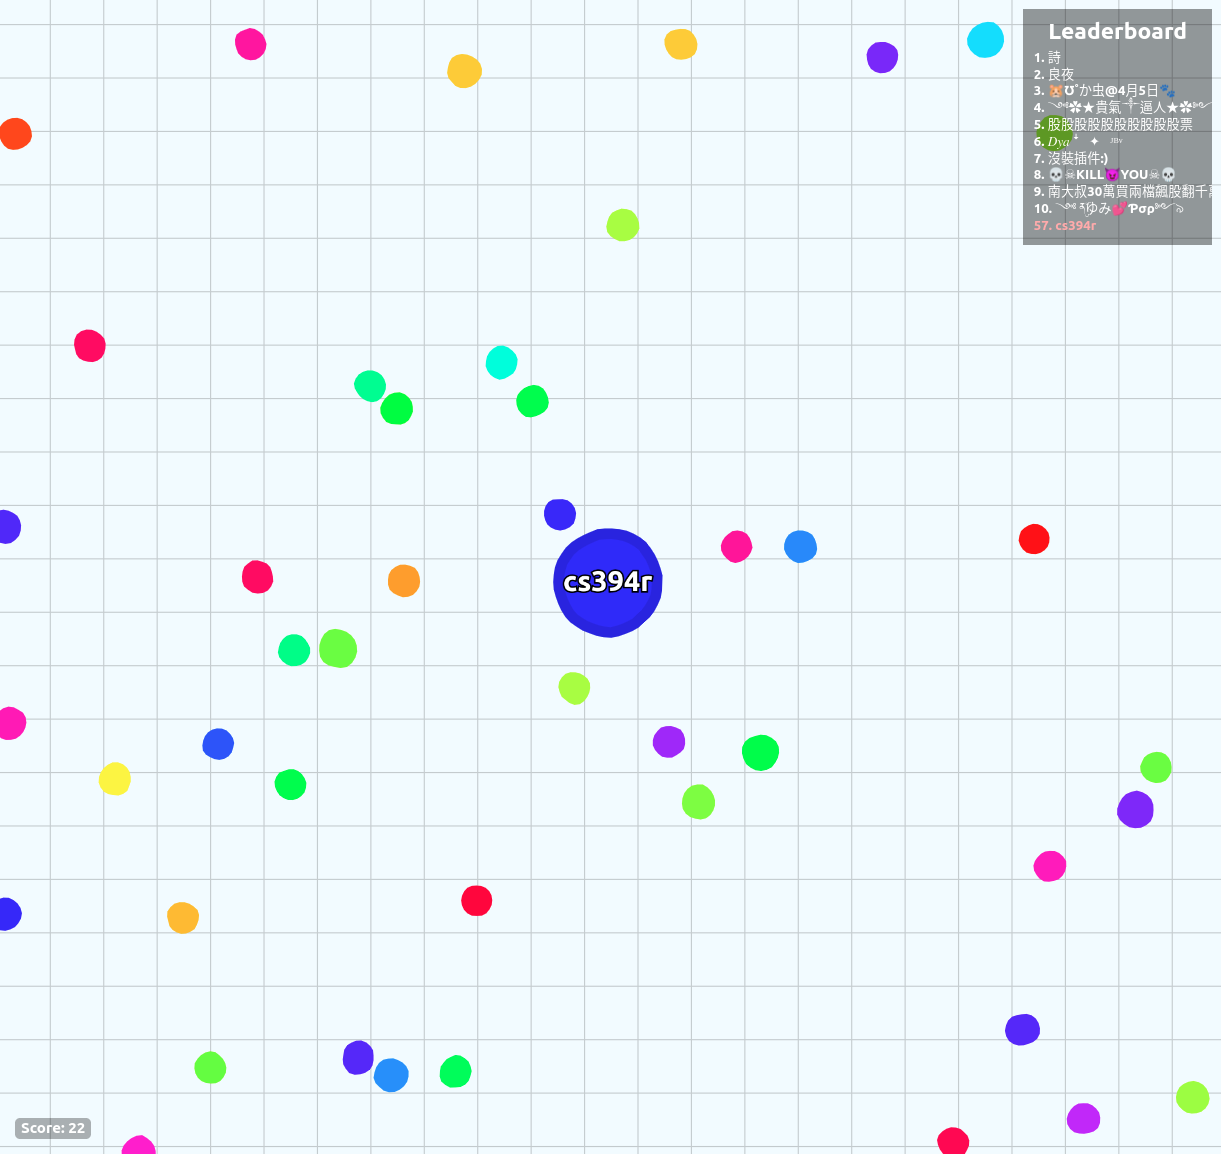 Leaderboard
1. 詩
2. 良夜
3. 🐹℧˚か虫@4月5日🐾
4. ༺✽★貴氣༒逼人★✽༻
5. 股股股股股股股股股股票
6. 𝐷𝑦𝑎 ✦ ᴶᴮᵛ
7. 沒裝插件:)
8. 💀☠KILL😈YOU☠💀
9. 南大叔30萬買兩檔飆股翻千
10. ゆみ💕Ƥσρ
57. cs394r
cs394r
Score: 22